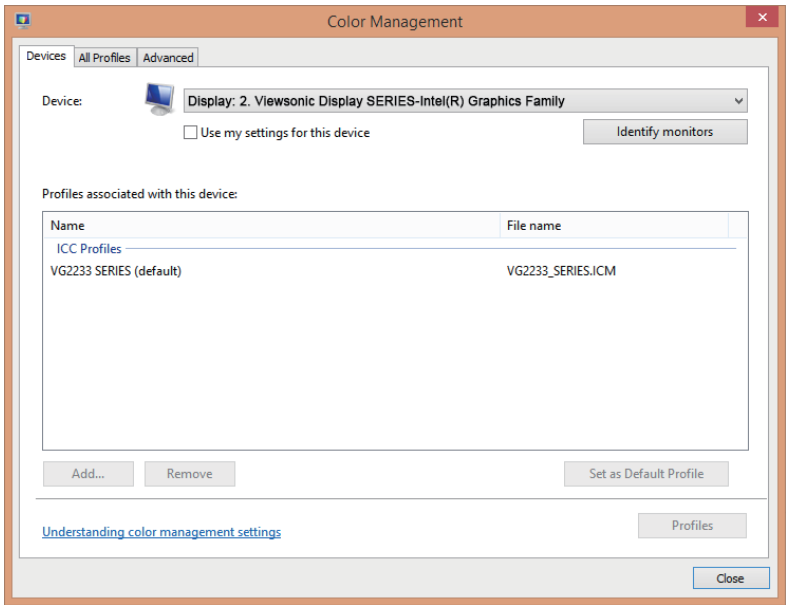 Color Management
Devices All Profiles Advanced
Device: Display: 2. Viewsonic Display SERIES-Intel(R) Graphics Family
Use my settings for this device Identify monitors
Profiles associated with this device:
Name File name
ICC Profiles
VG2233 SERIES (default) VG2233_SERIES.ICM
Add... Remove Set as Default Profile
Understanding color management settings Profiles
Close